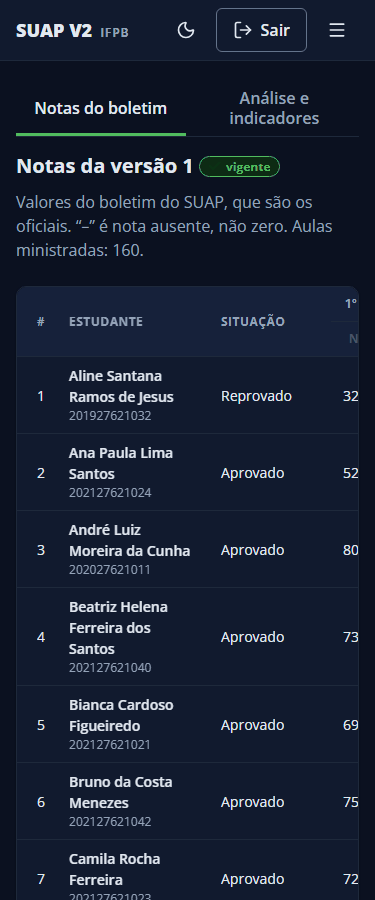 SUAP V2 IFPB Sair
Notas do boletim
Análise e
indicadores
Notas da versão 1 vigente
Valores do boletim do SUAP, que são os
oficiais. “–” é nota ausente, não zero. Aulas
ministradas: 160.
# ESTUDANTE SITUAÇÃO 1º
N
1 Aline Santana
Ramos de Jesus
201927621032
Reprovado 32
2 Ana Paula Lima
Santos
202127621024
Aprovado 52
3 André Luiz
Moreira da Cunha
202027621011
Aprovado 80
4 Beatriz Helena
Ferreira dos
Santos
202127621040
Aprovado 73
5 Bianca Cardoso
Figueiredo
202127621021
Aprovado 69
6 Bruno da Costa
Menezes
202127621042
Aprovado 75
7 Camila Rocha
Ferreira
202127621023
Aprovado 72